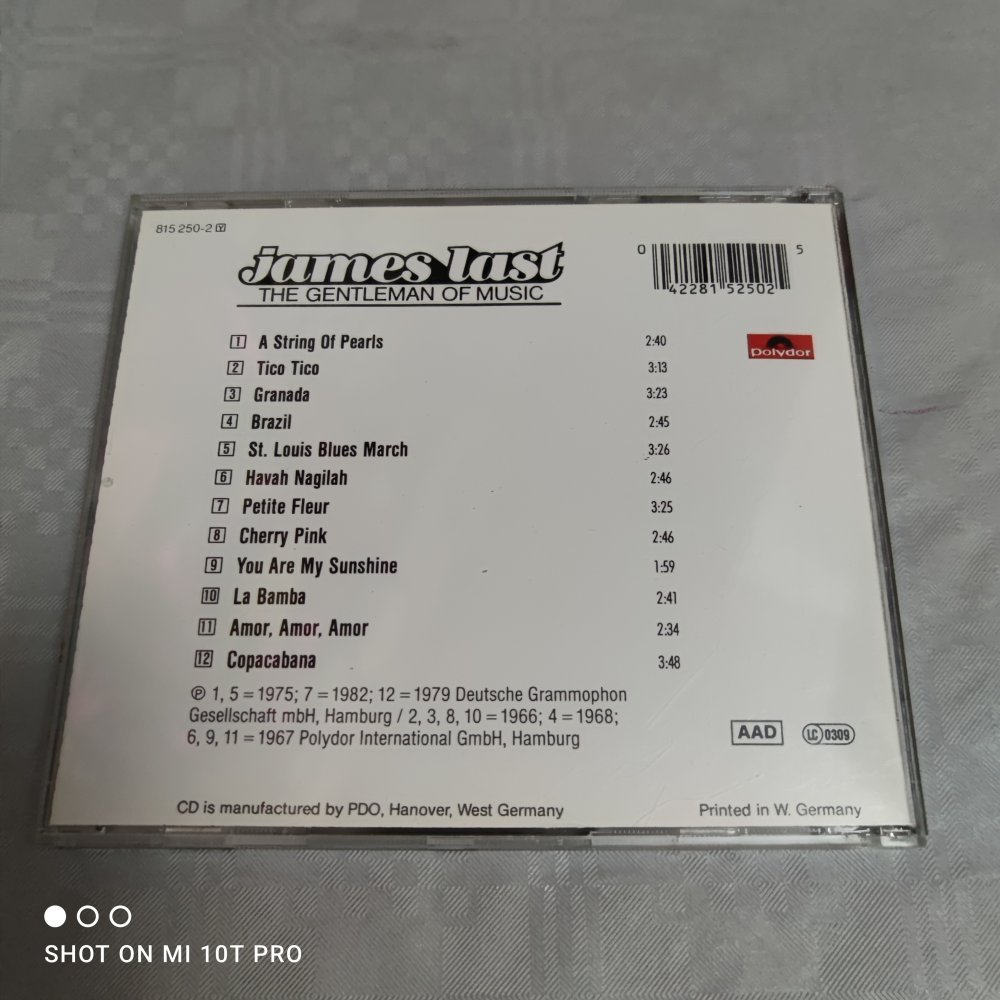 815 250-2 Y
james last
THE GENTLEMAN OF MUSIC
0 42281 52502 5
polydor
1 A String Of Pearls 2:40
2 Tico Tico 3:13
3 Granada 3:23
4 Brazil 2:45
5 St. Louis Blues March 3:26
6 Havah Nagilah 2:46
7 Petite Fleur 3:25
8 Cherry Pink 2:46
9 You Are My Sunshine 1:59
10 La Bamba 2:41
11 Amor, Amor, Amor 2:34
12 Copacabana 3:48
℗ 1, 5 = 1975; 7 = 1982; 12 = 1979 Deutsche Grammophon
Gesellschaft mbH, Hamburg / 2, 3, 8, 10 = 1966; 4 = 1968;
6, 9, 11 = 1967 Polydor International GmbH, Hamburg
AAD LC 0309
CD is manufactured by PDO, Hanover, West Germany Printed in W. Germany
SHOT ON MI 10T PRO